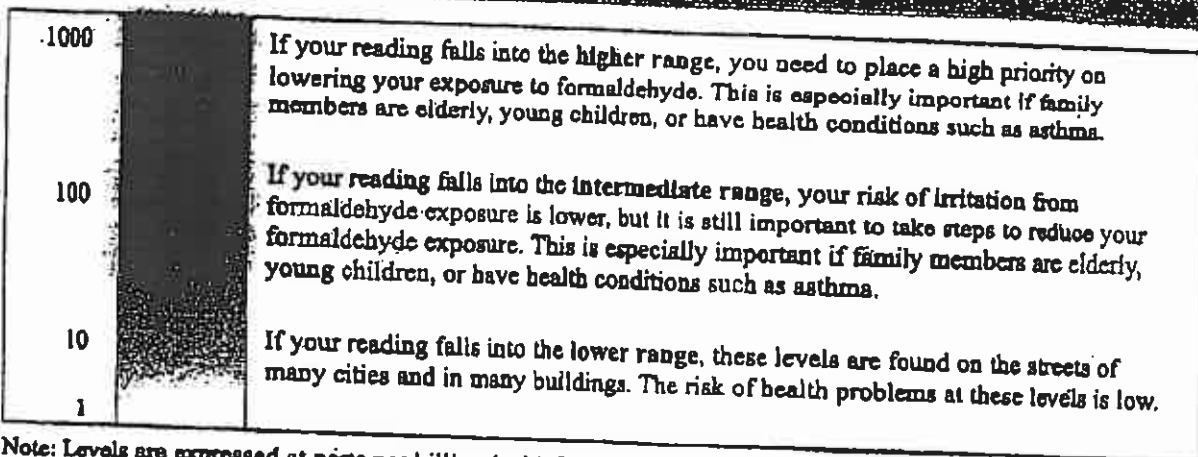 1000
If your reading falls into the higher range, you need to place a high priority on
lowering your exposure to formaldehyde. This is especially important if family
members are elderly, young children, or have health conditions such as asthma.
100
If your reading falls into the intermediate range, your risk of irritation from
formaldehyde exposure is lower, but it is still important to take steps to reduce your
formaldehyde exposure. This is especially important if family members are elderly,
young children, or have health conditions such as asthma.
10
If your reading falls into the lower range, these levels are found on the streets of
many cities and in many buildings. The risk of health problems at these levels is low.
1
Note: Levels are expressed at parts per billion